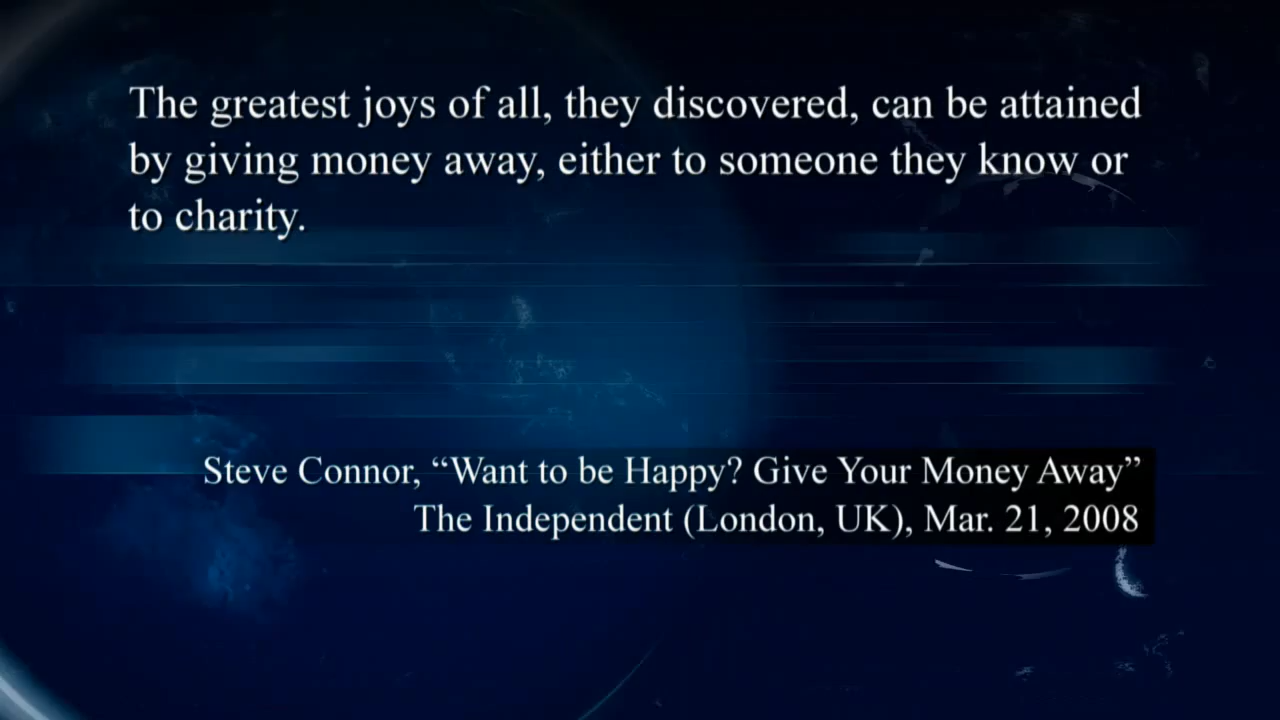 The greatest joys of all, they discovered, can be attained
by giving money away, either to someone they know or
to charity.
Steve Connor, “Want to be Happy? Give Your Money Away”
The Independent (London, UK), Mar. 21, 2008